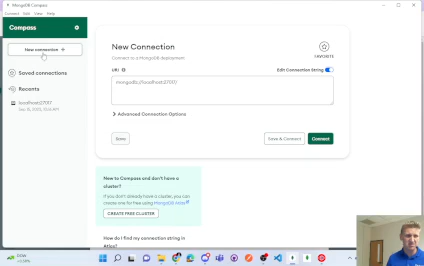 MongoDB Compass
Connect View Help
Compass
New connection +
Saved connections
Recents
localhost:27017
New Connection
Connect to a MongoDB deployment
FAVORITE
URI
Edit Connection String
mongodb://localhost:27017/
Advanced Connection Options
Save
Save & Connect
Connect
New to Compass and don't have a
cluster?
If you don't already have a cluster, you can
create one for free using MongoDB Atlas
CREATE FREE CLUSTER
How do I find my connection string in
Atlas?